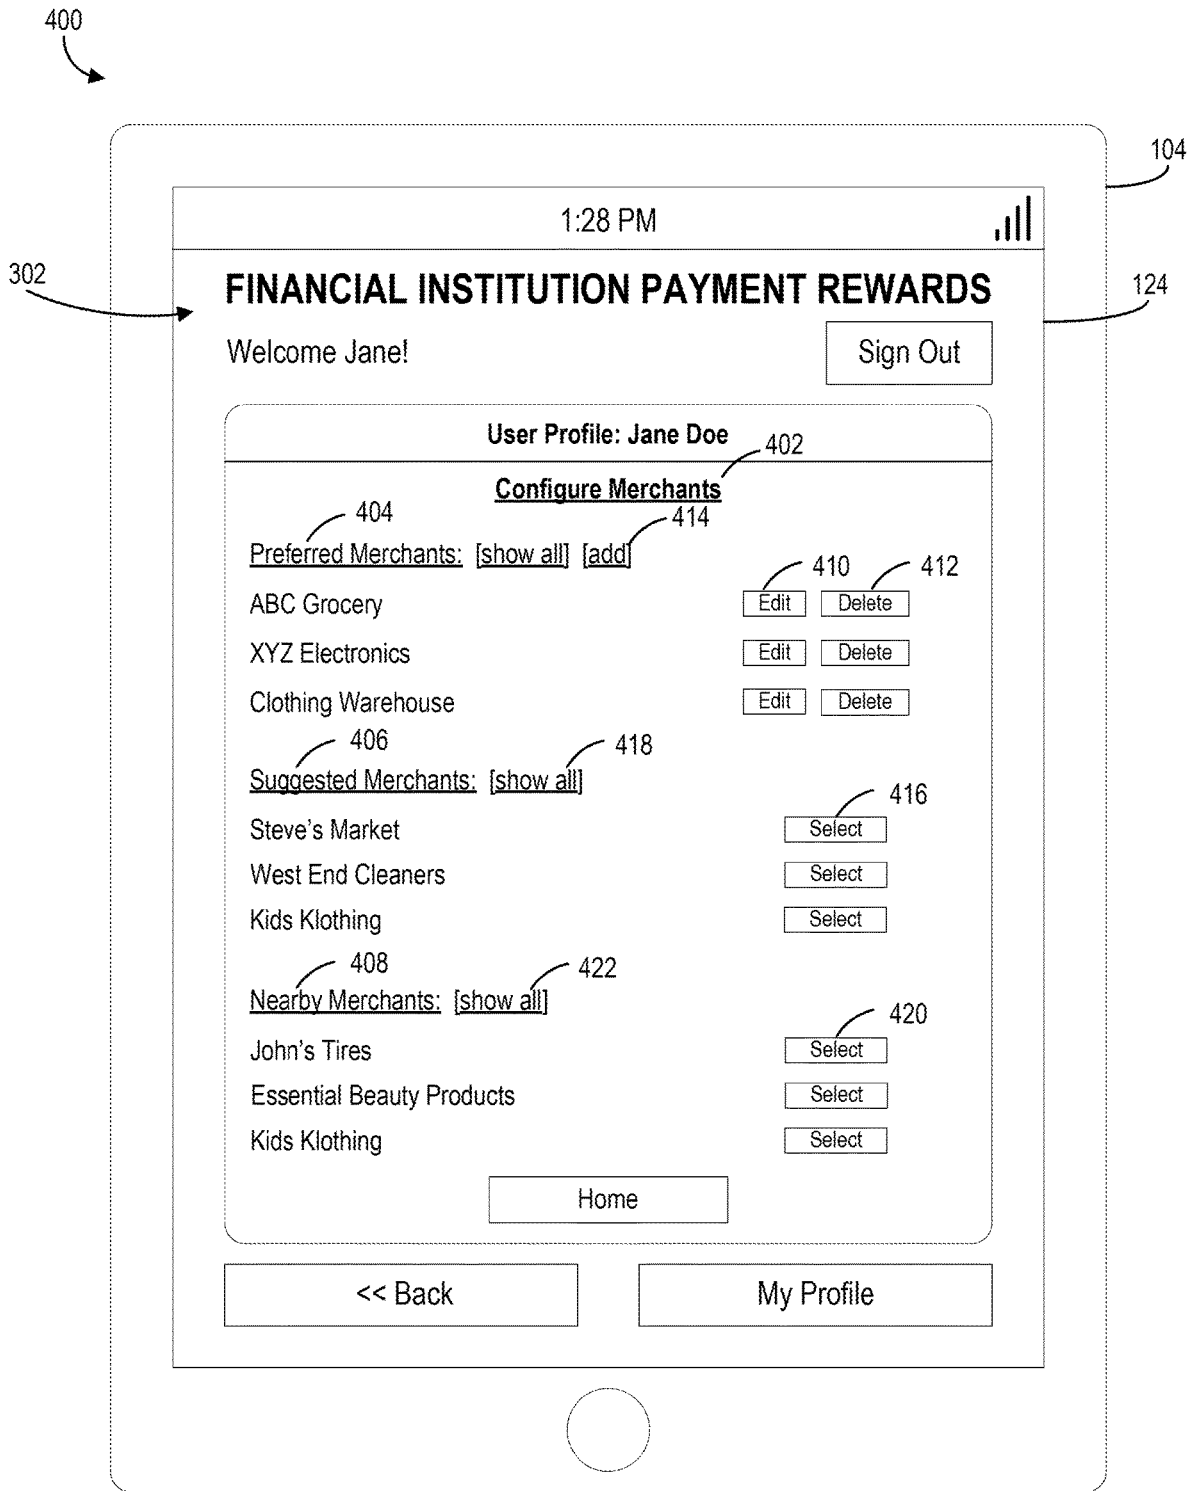 400
104
1:28 PM
302
FINANCIAL INSTITUTION PAYMENT REWARDS
124
Welcome Jane!
Sign Out
User Profile: Jane Doe
402
Configure Merchants
404
414
Preferred Merchants: [show all] [add]
410
412
ABC Grocery Edit Delete
XYZ Electronics Edit Delete
Clothing Warehouse Edit Delete
406
418
Suggested Merchants: [show all]
416
Steve's Market Select
West End Cleaners Select
Kids Klothing Select
408
422
Nearby Merchants: [show all]
420
John's Tires Select
Essential Beauty Products Select
Kids Klothing Select
Home
<< Back
My Profile